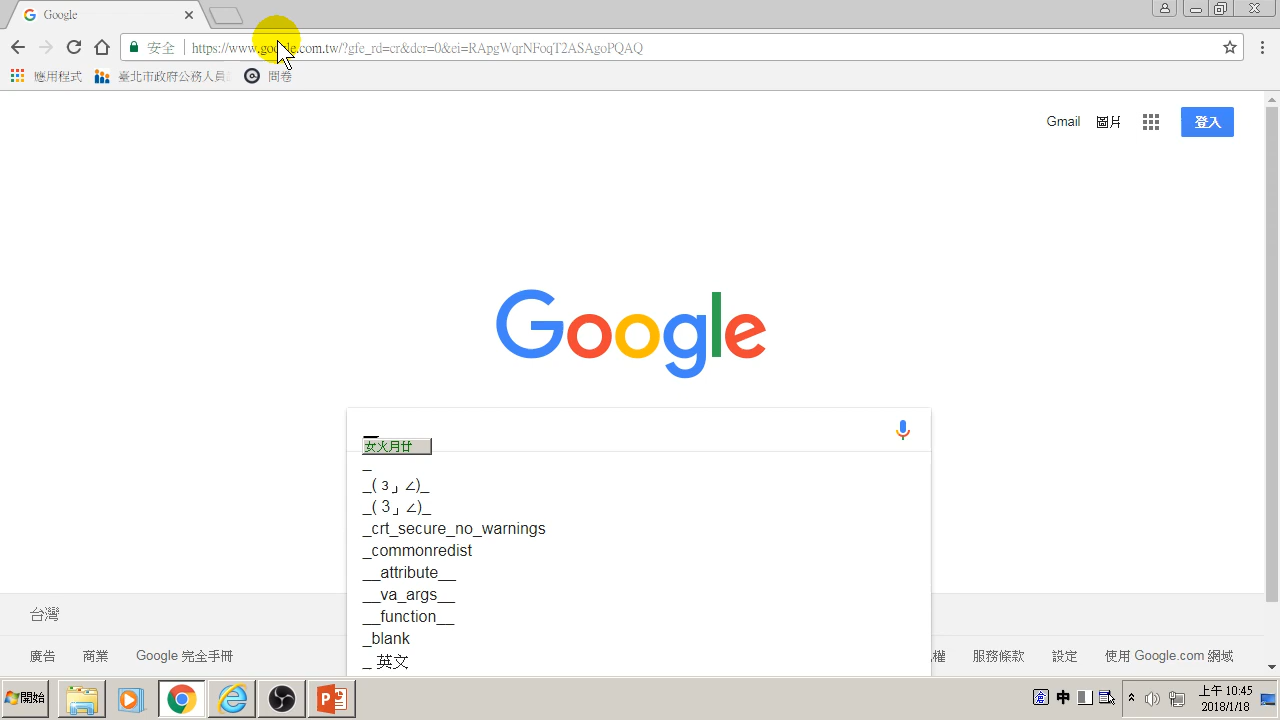 Google
安全 https://www.google.com.tw/?gfe_rd=cr&dcr=0&ei=RApgWqrNFoqT2ASAgoPQAQ
應用程式 臺北市政府公務人員 問卷
Gmail 圖片 登入
Google
女火月廿
_
_( з」∠)_
_( 3」∠)_
_crt_secure_no_warnings
_commonredist
__attribute__
__va_args__
__function__
_blank
_ 英文
台灣
廣告 商業 Google 完全手冊 權 服務條款 設定 使用 Google.com 網域
開始 中 上午 10:45
2018/1/18